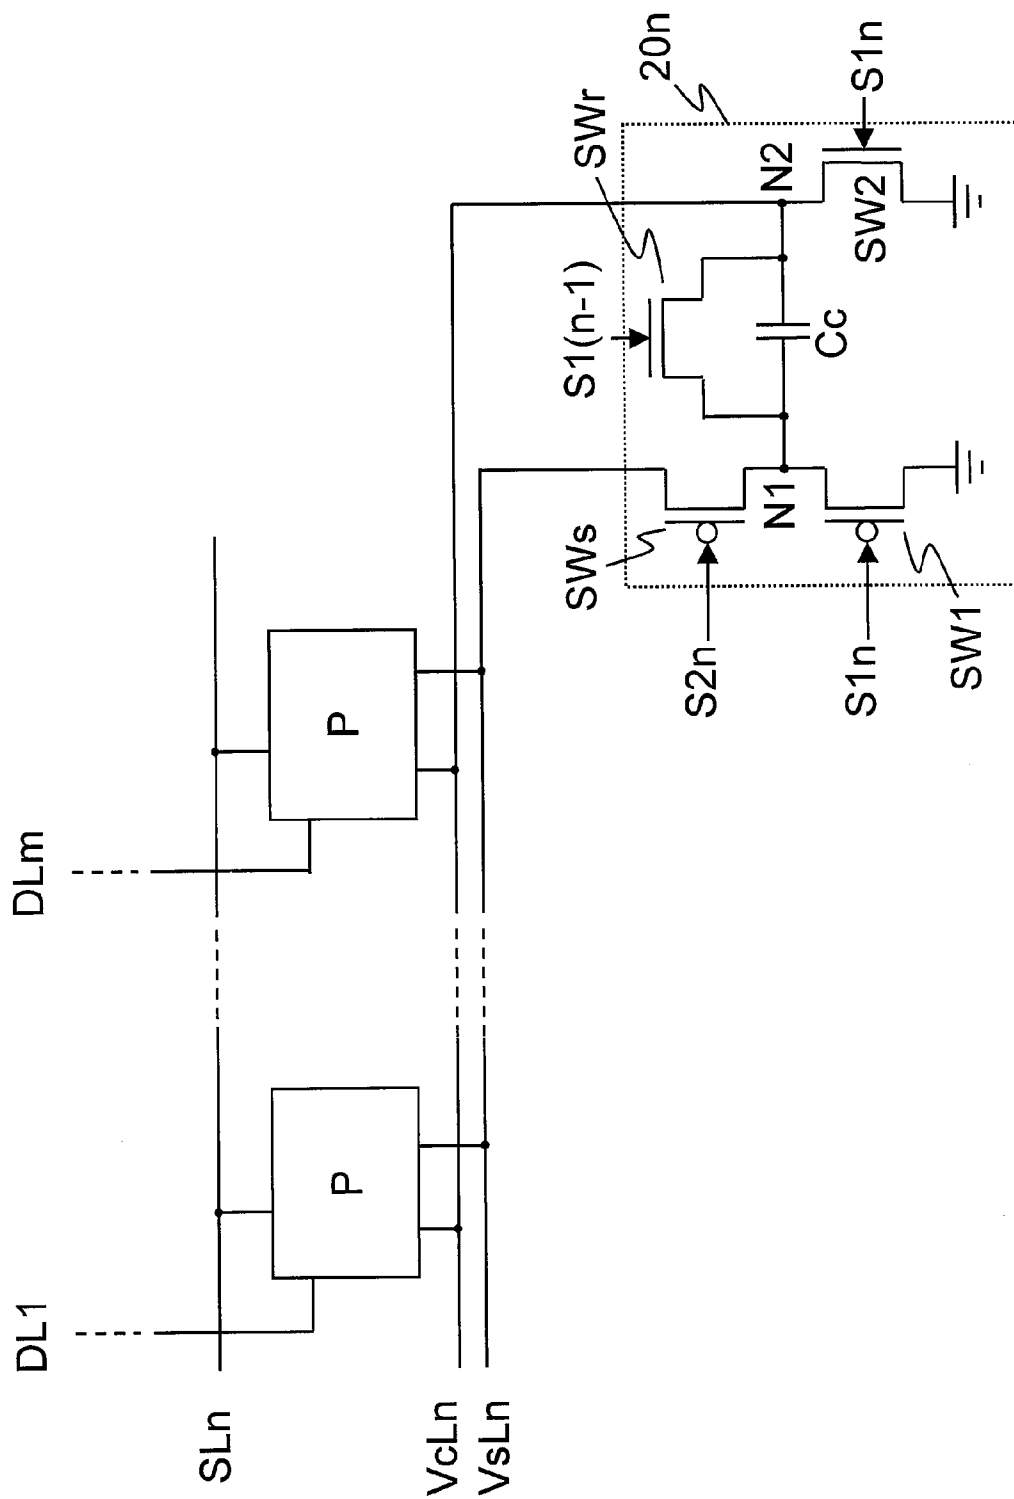 DL1
DLm
SLn
P
P
VcLn
VsLn
S1(n-1)
SWr
20n
SWs
S2n
N1
Cc
N2
S1n
SW2
S1n
SW1